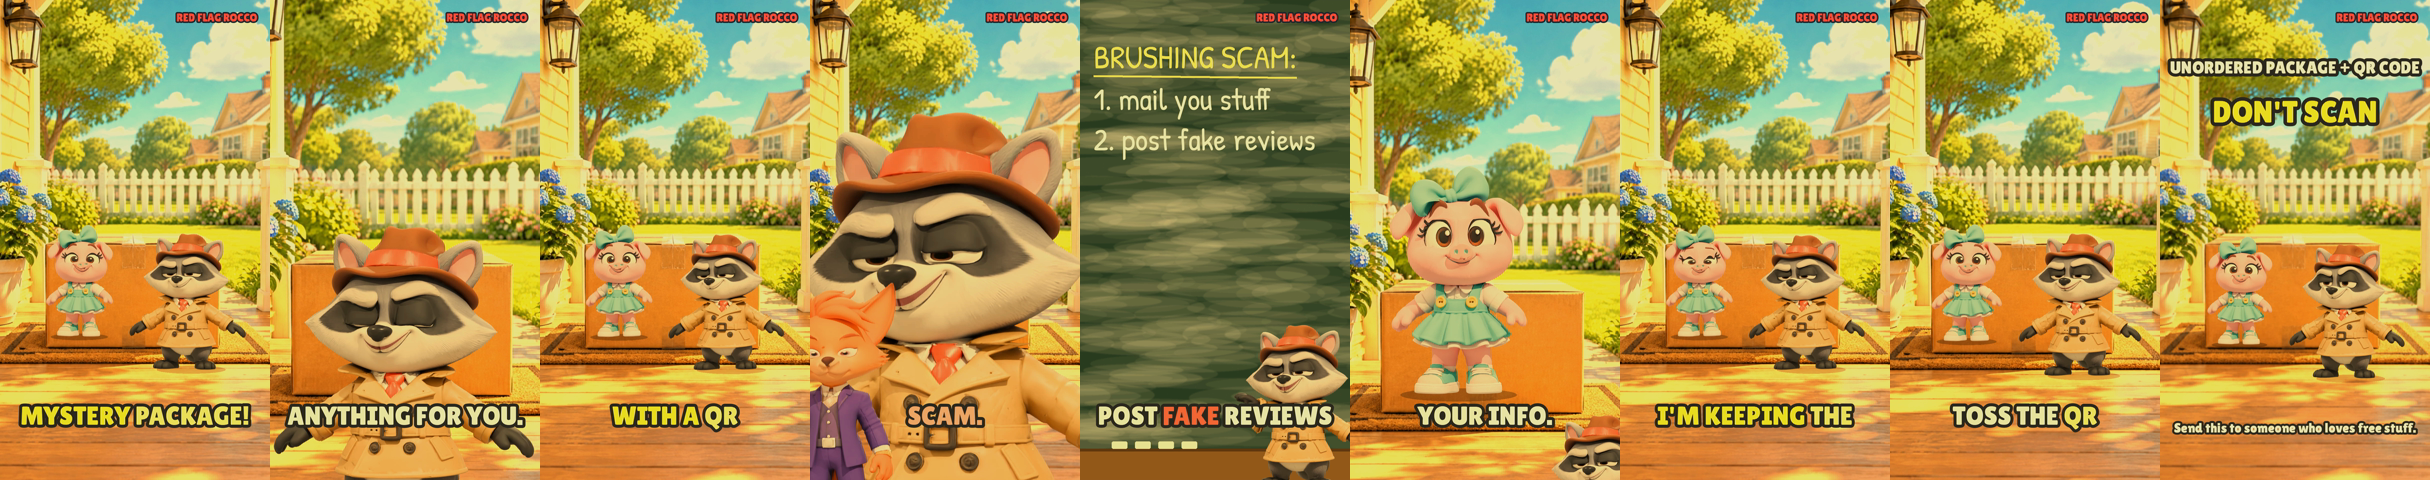 RED FLAG ROCCO
MYSTERY PACKAGE!
RED FLAG ROCCO
ANYTHING FOR YOU.
RED FLAG ROCCO
WITH A QR
RED FLAG ROCCO
SCAM.
RED FLAG ROCCO
BRUSHING SCAM:
1. mail you stuff
2. post fake reviews
POST FAKE REVIEWS
RED FLAG ROCCO
YOUR INFO.
RED FLAG ROCCO
I'M KEEPING THE
RED FLAG ROCCO
TOSS THE QR
RED FLAG ROCCO
UNORDERED PACKAGE + QR CODE
DON'T SCAN
Send this to someone who loves free stuff.